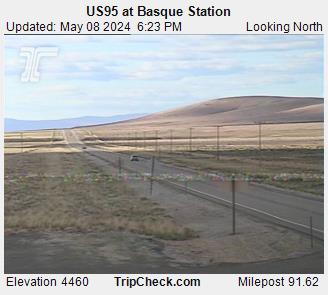 US95 at Basque Station
Updated: May 08 2024 6:23 PM Looking North
Elevation 4460 TripCheck.com Milepost 91.62